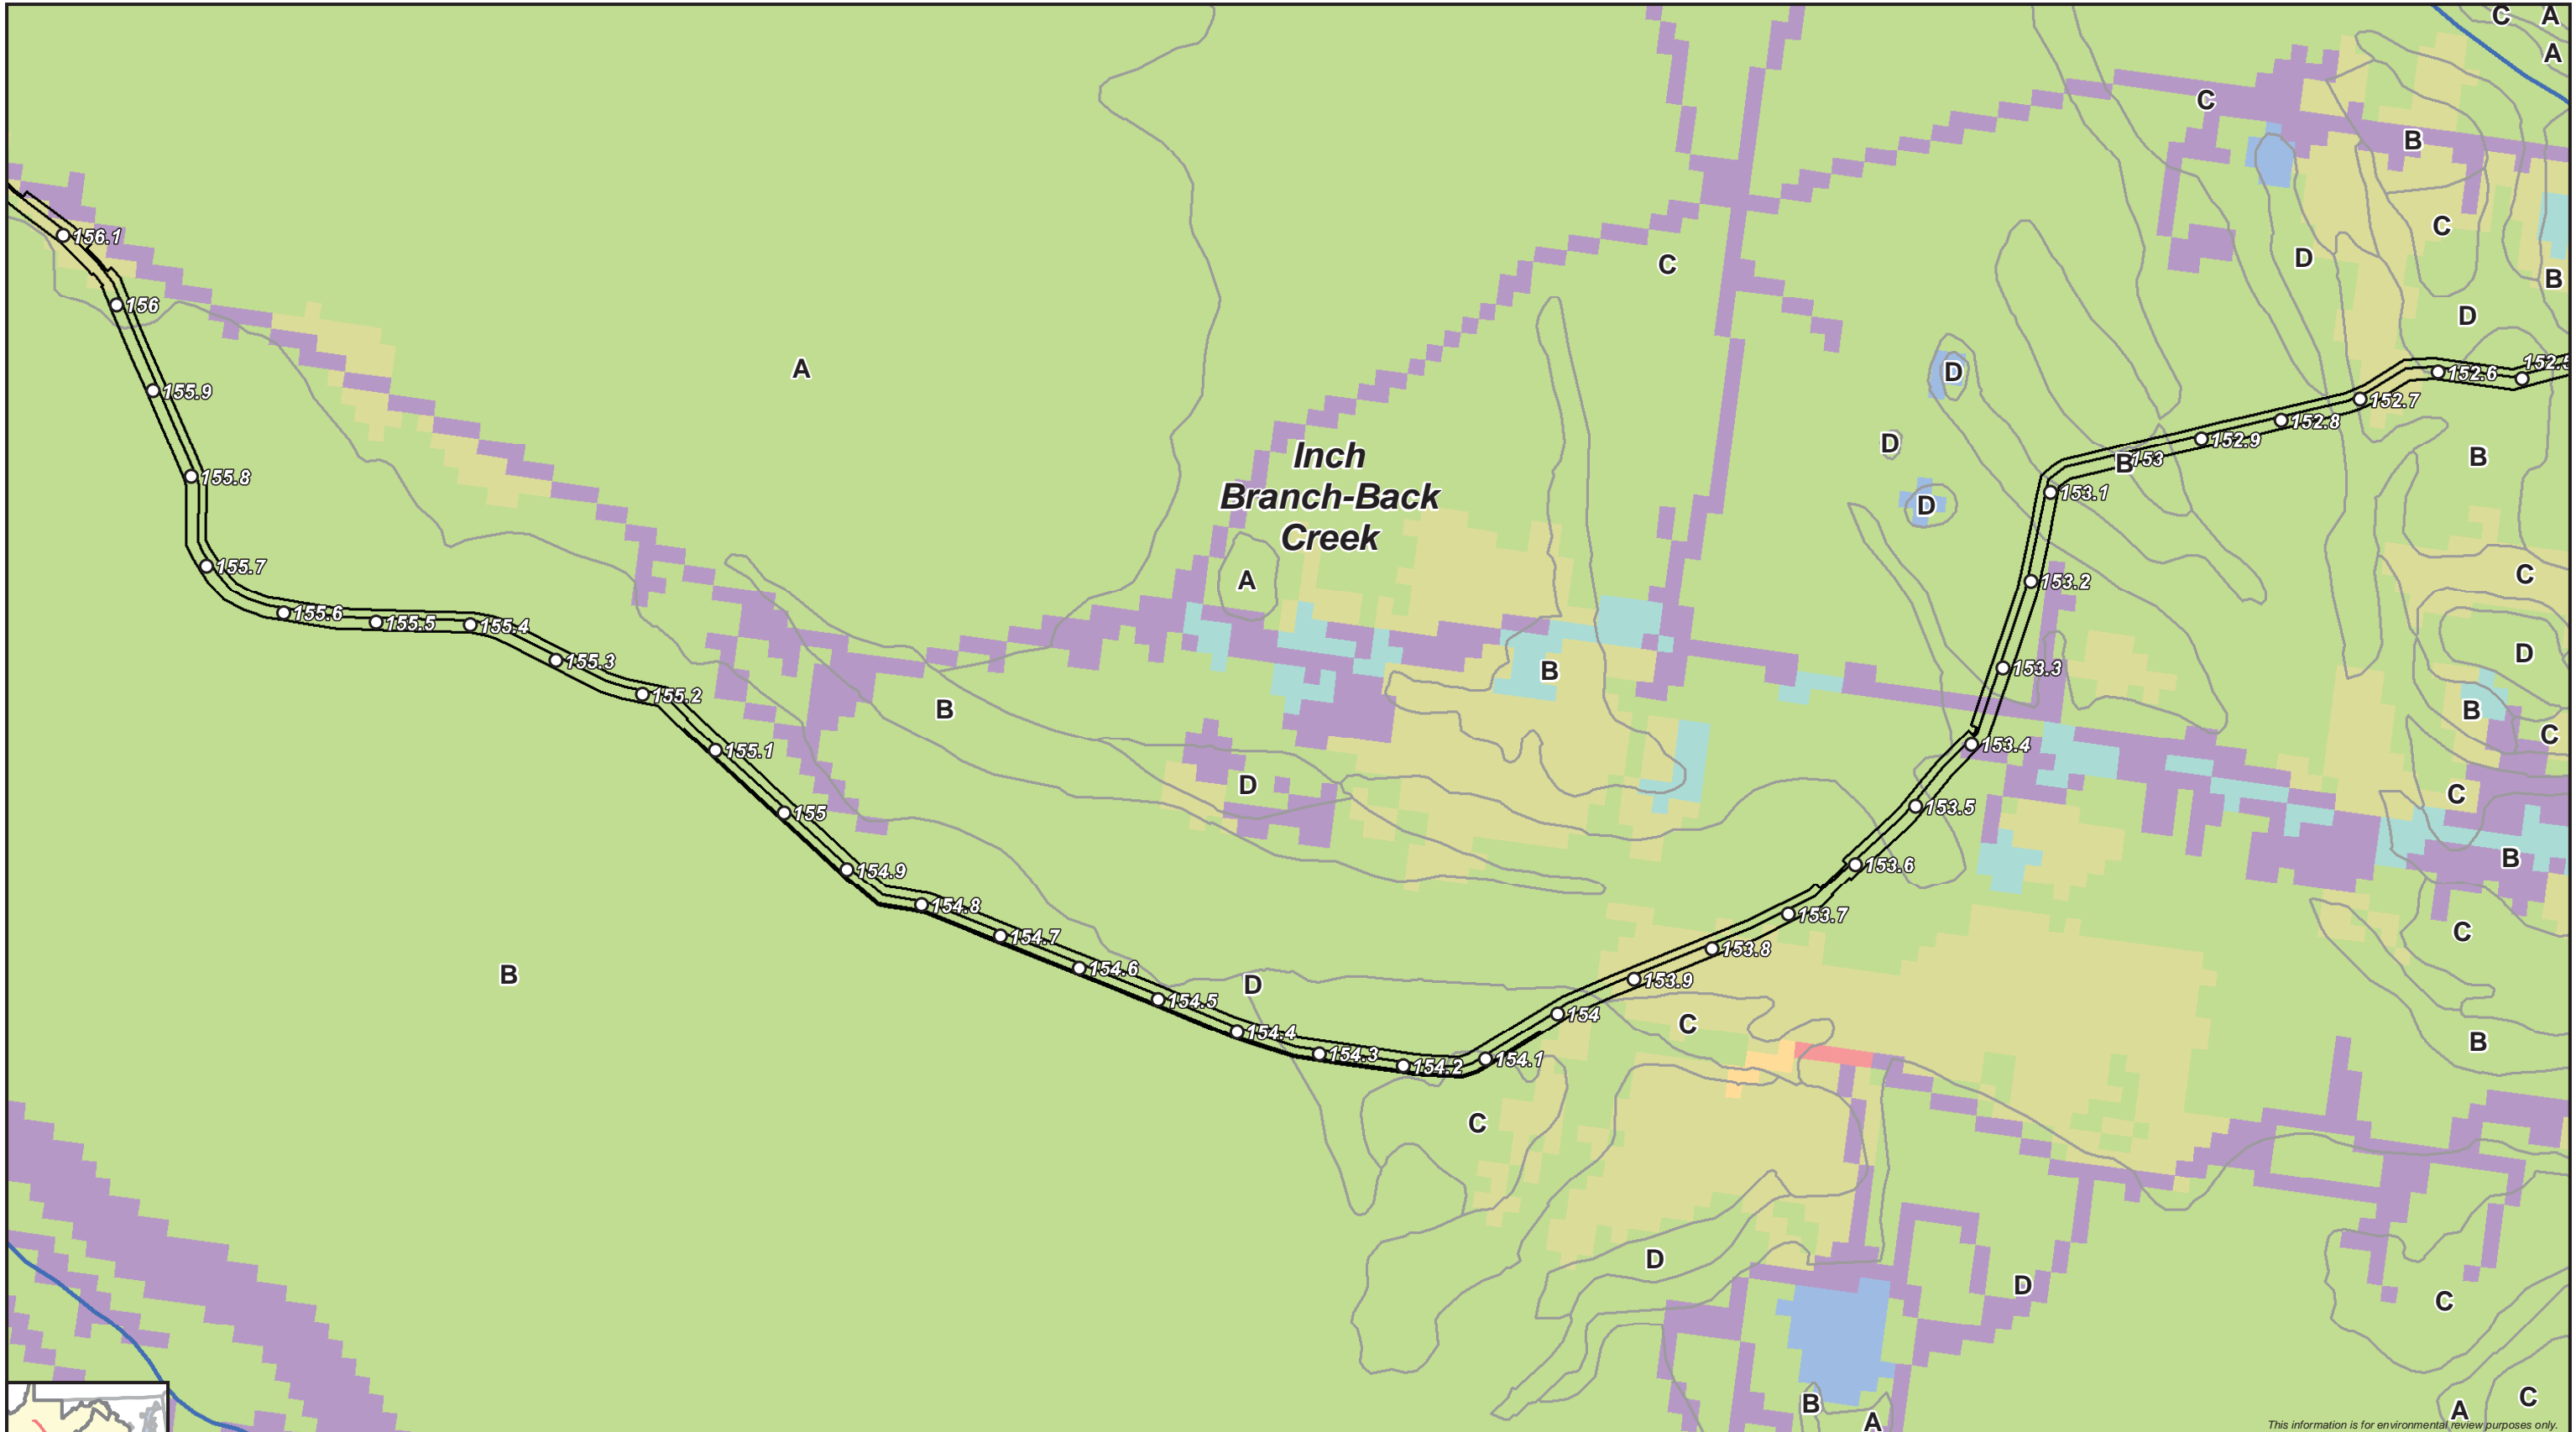 C
A
A
C
B
156.1
C
C
D
B
156
D
A
152.5
D
152.6
155.9
152.7
152.8
D
152.9
Inch
B
153
B
155.8
153.1
Branch-Back
D
Creek
155.7
C
A
153.2
155.6
155.5
155.4
D
155.3
153.3
B
155.2
B
B
C
153.4
155.1
D
C
153.5
155
B
153.6
154.9
154.8
153.7
C
154.7
153.8
154.6
B
153.9
D
154.5
154
C
154.4
B
154.3
154.1
154.2
C
D
D
C
C
B
A
A
This information is for environmental review purposes only.